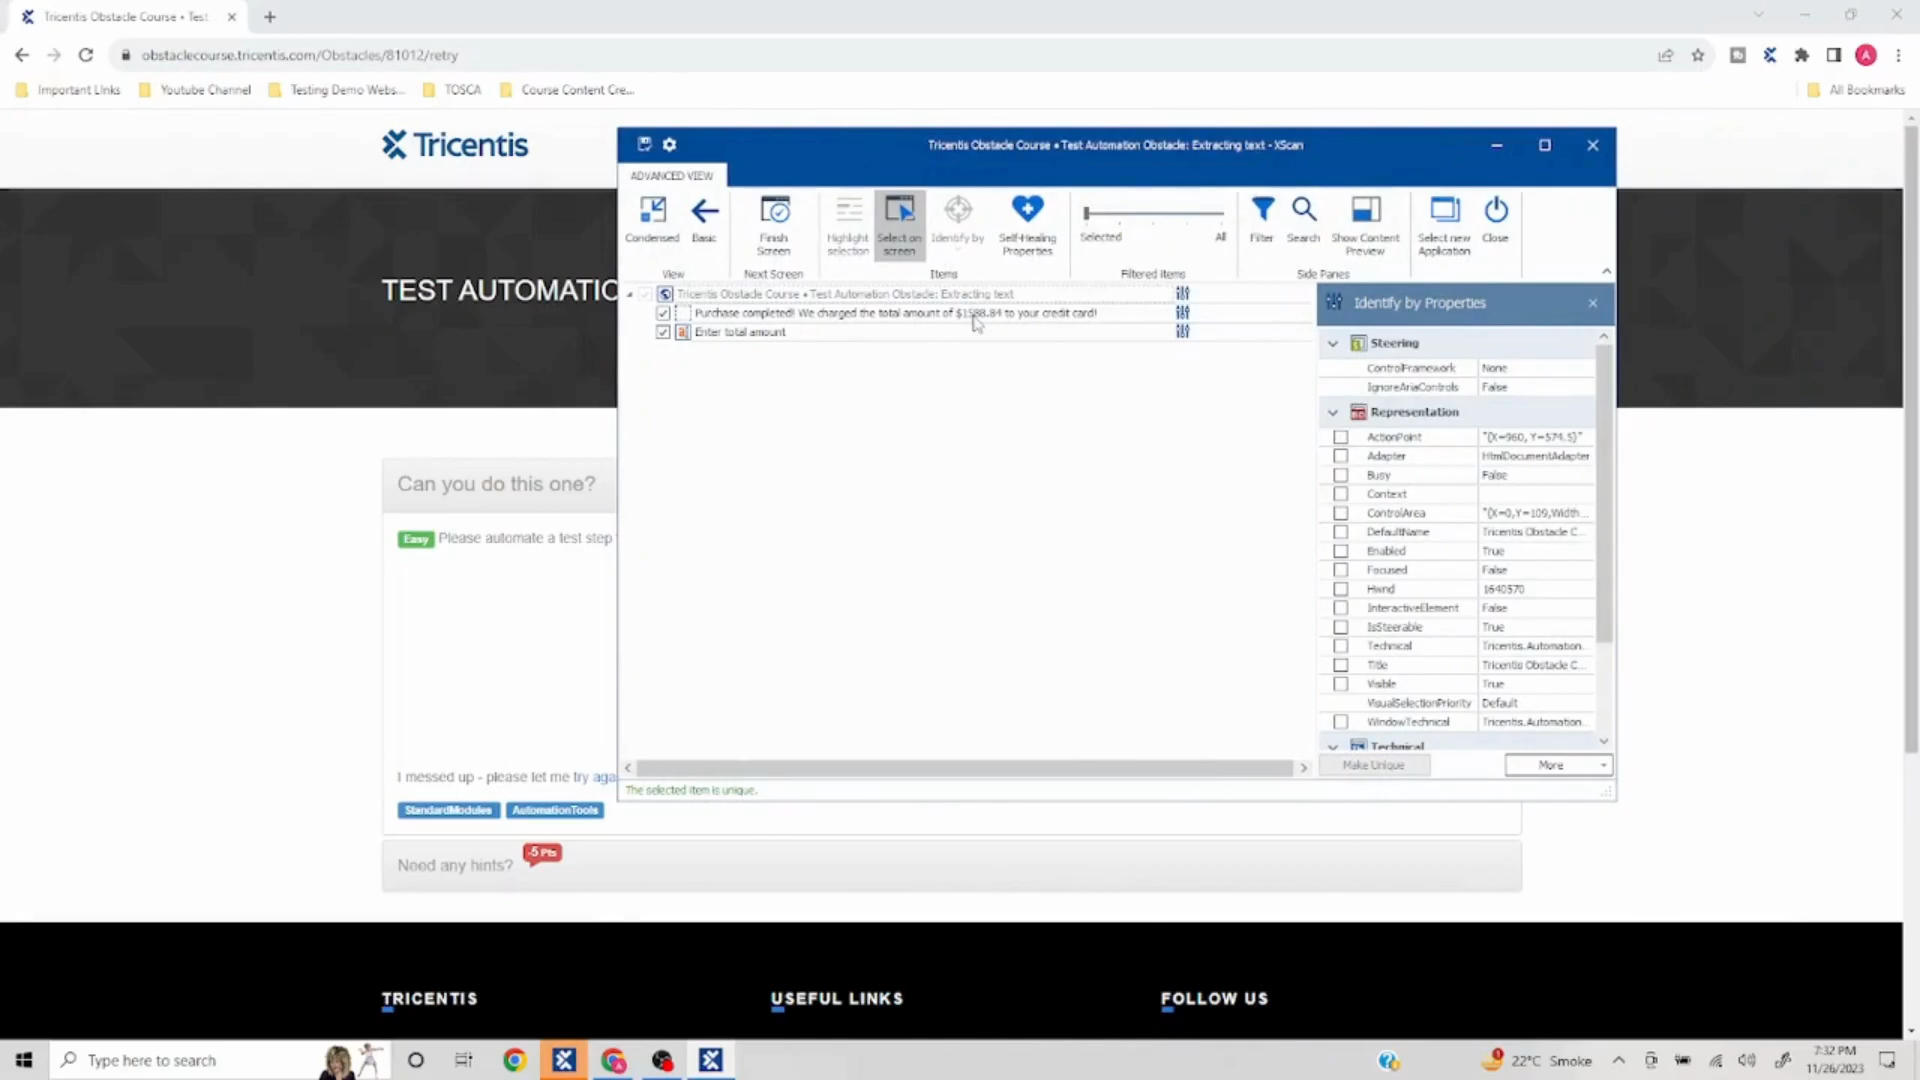 Tricentis Obstacle Course • Test
obstaclecourse.tricentis.com/Obstacles/81012/retry
A
Important Links
Youtube Channel
Testing Demo Webs...
TOSCA
Course Content Cre...
All Bookmarks
Tricentis
Tricentis Obstacle Course • Test Automation Obstacle: Extracting text - XScan
ADVANCED VIEW
Condensed
Basic
Finish Screen
Highlight selection
Select on screen
Identify by
Self-Healing Properties
Selected
All
Filter
Search
Show Content Preview
Select new Application
Close
View
Next Screen
Items
Filtered Items
Side Panes
TEST AUTOMATIC
Tricentis Obstacle Course • Test Automation Obstacle: Extracting text
Purchase completed! We charged the total amount of $1588.84 to your credit card!
Enter total amount
Identify by Properties
Steering
ControlFramework None
IgnoreAriaControls False
Representation
ActionPoint "{X=960, Y=574.5}"
Adapter HtmlDocumentAdapter
Busy False
Context
ControlArea "{X=0,Y=109,Width...
DefaultName Tricentis Obstacle C...
Enabled True
Focused False
Hwnd 1640570
InteractiveElement False
IsSteerable True
Technical Tricentis.Automation...
Title Tricentis Obstacle C...
Visible True
VisualSelectionPriority Default
WindowTechnical Tricentis.Automation...
Technical
Make Unique
More
The selected item is unique.
Can you do this one?
Easy Please automate a test step
I messed up - please let me try aga
StandardModules AutomationTools
Need any hints?
-5 Pts
TRICENTIS
USEFUL LINKS
FOLLOW US
Type here to search
22°C Smoke
7:32 PM
11/26/2023